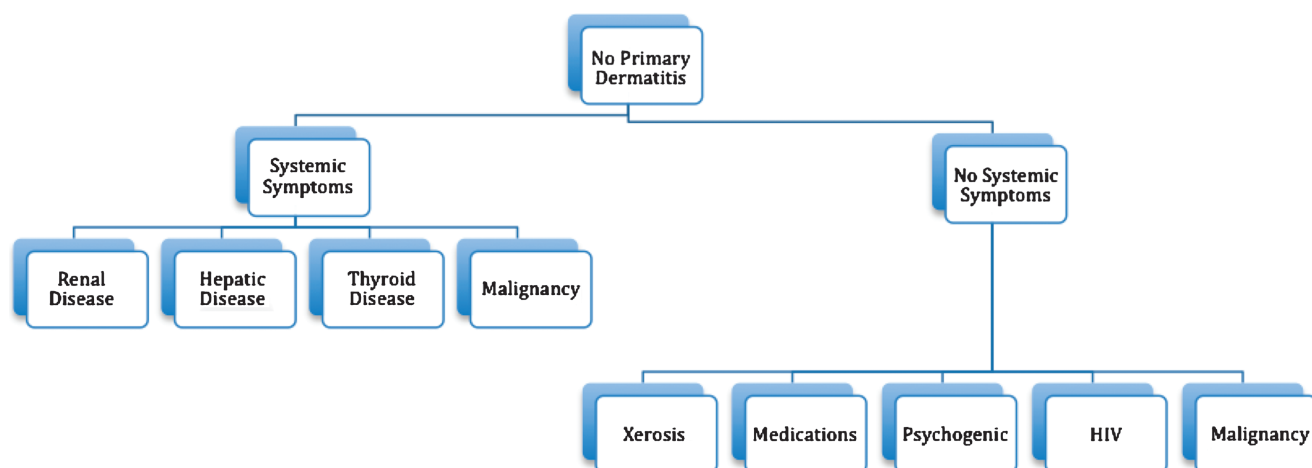 No Primary
Dermatitis
Systemic
Symptoms
No Systemic
Symptoms
Renal
Disease
Hepatic
Disease
Thyroid
Disease
Malignancy
Xerosis
Medications
Psychogenic
HIV
Malignancy